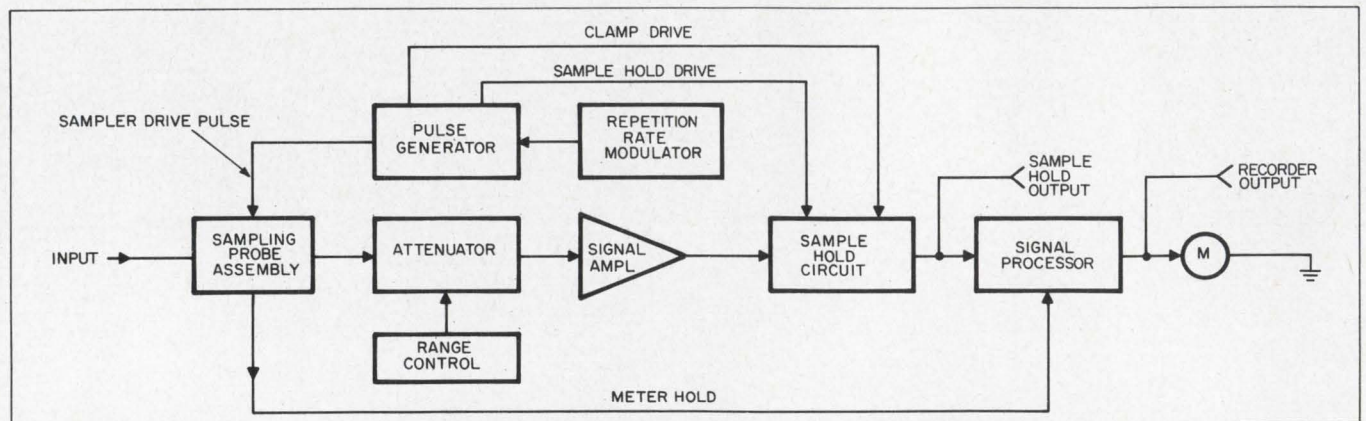 CLAMP DRIVE
SAMPLE HOLD DRIVE
SAMPLER DRIVE PULSE
PULSE
GENERATOR
REPETITION
RATE
MODULATOR
SAMPLE
HOLD
OUTPUT
RECORDER
OUTPUT
INPUT
SAMPLING
PROBE
ASSEMBLY
ATTENUATOR
SIGNAL
AMPL
SAMPLE
HOLD
CIRCUIT
SIGNAL
PROCESSOR
M
RANGE
CONTROL
METER HOLD